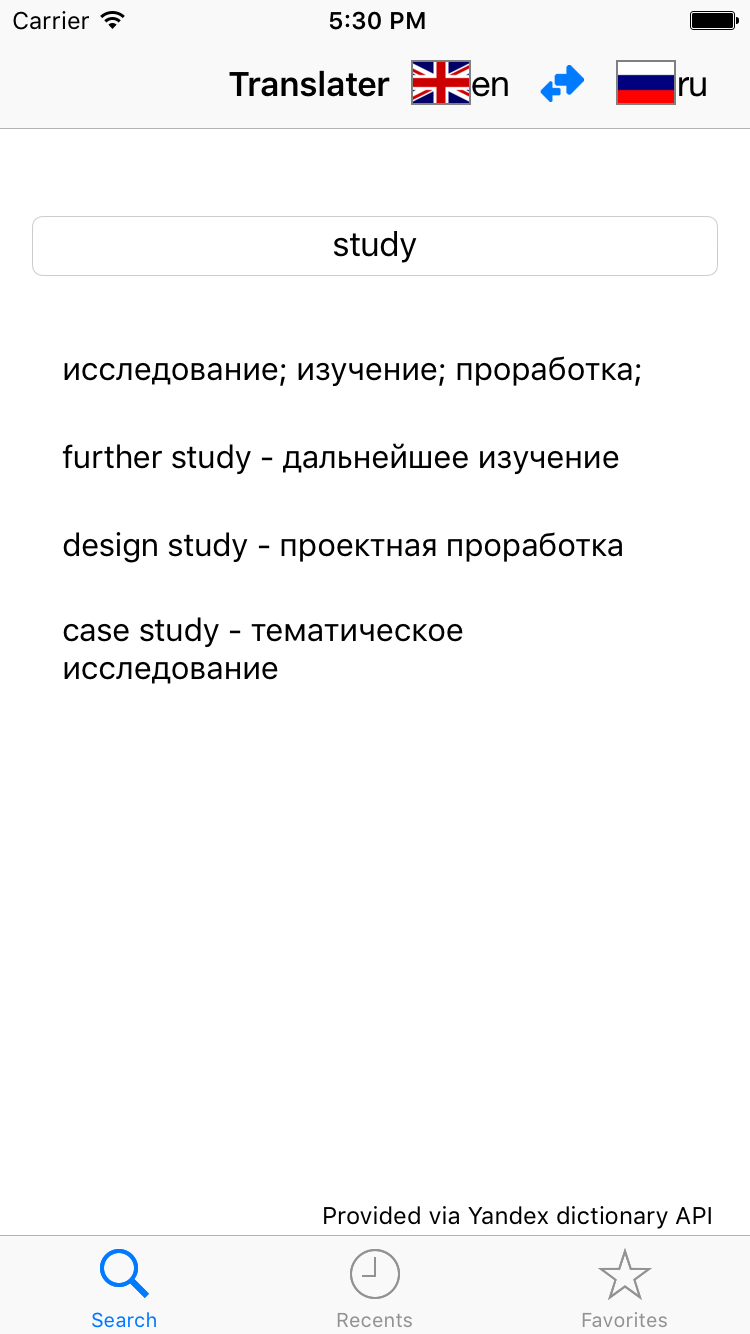 Carrier 5:30 PM
Translater en ru
study
исследование; изучение; проработка;
further study - дальнейшее изучение
design study - проектная проработка
case study - тематическое
исследование
Provided via Yandex dictionary API
Search Recents Favorites